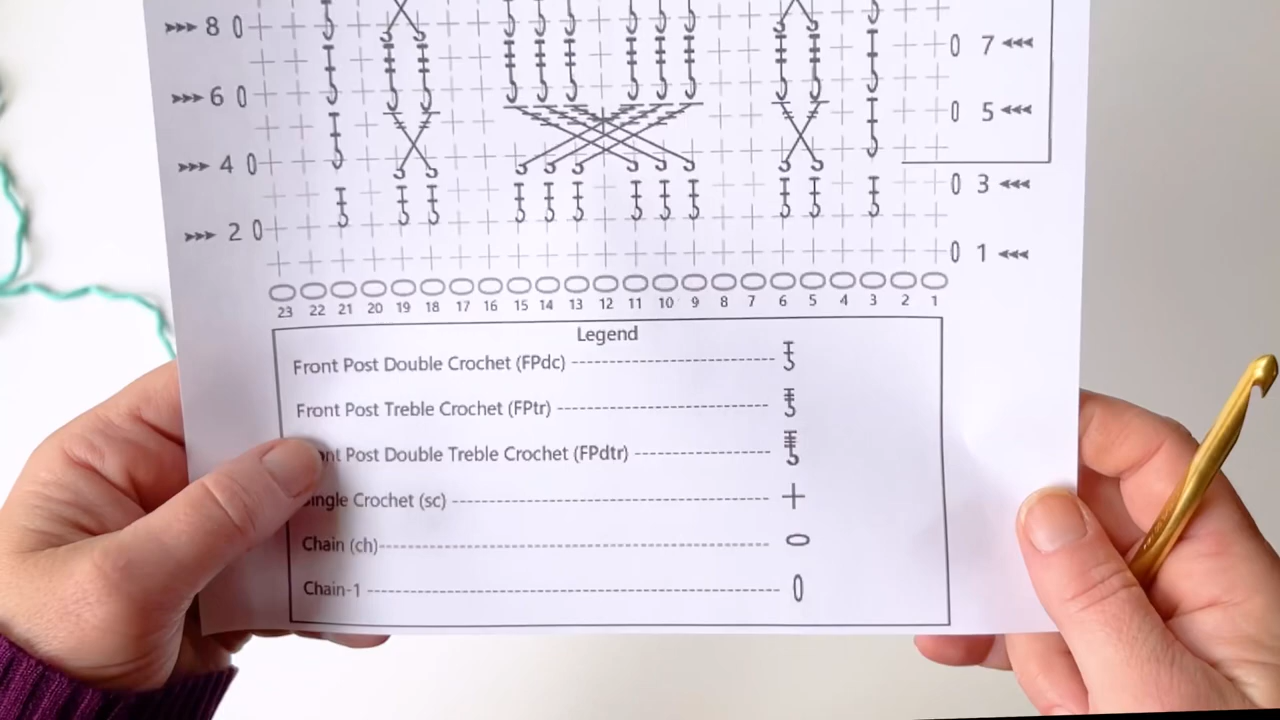 8 0
0 7
6 0
0 5
4 0
0 3
2 0
0 1
23 22 21 20 19 18 17 16 15 14 13 12 11 10 9 8 7 6 5 4 3 2 1
Legend
Front Post Double Crochet (FPdc)
Front Post Treble Crochet (FPtr)
Post Double Treble Crochet (FPdtr)
Crochet (sc)
Chain (ch)
Chain-1